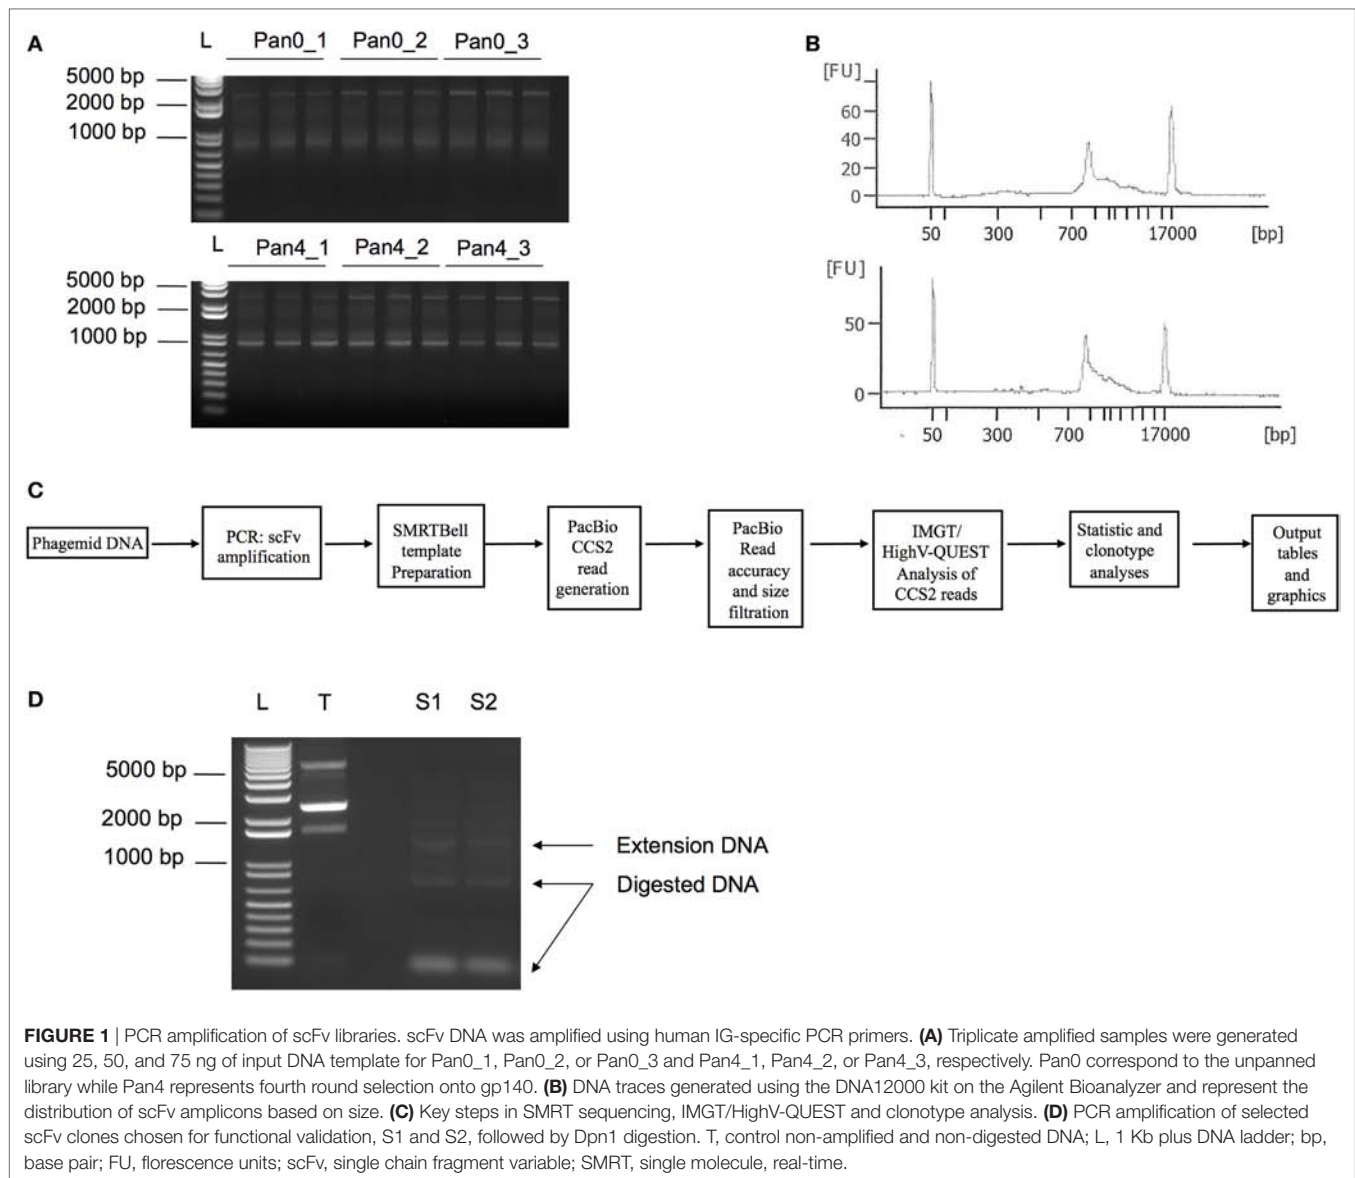 A
L Pan0_1 Pan0_2 Pan0_3
5000 bp
2000 bp
1000 bp
L Pan4_1 Pan4_2 Pan4_3
5000 bp
2000 bp
1000 bp
B
[FU]
60
40
20
0
50 300 700 17000 [bp]
[FU]
50
0
50 300 700 17000 [bp]
C
Phagemid DNA
PCR: scFv
amplification
SMRTBell
template
Preparation
PacBio
CCS2
read
generation
PacBio
Read
accuracy
and size
filtration
IMGT/
HighV-QUEST
Analysis of
CCS2 reads
Statistic and
clonotype
analyses
Output
tables
and
graphics
D
L T S1 S2
5000 bp
2000 bp
1000 bp
Extension DNA
Digested DNA
FIGURE 1 | PCR amplification of scFv libraries. scFv DNA was amplified using human IG-specific PCR primers. (A) Triplicate amplified samples were generated
using 25, 50, and 75 ng of input DNA template for Pan0_1, Pan0_2, or Pan0_3 and Pan4_1, Pan4_2, or Pan4_3, respectively. Pan0 correspond to the unpanned
library while Pan4 represents fourth round selection onto gp140. (B) DNA traces generated using the DNA12000 kit on the Agilent Bioanalyzer and represent the
distribution of scFv amplicons based on size. (C) Key steps in SMRT sequencing, IMGT/HighV-QUEST and clonotype analysis. (D) PCR amplification of selected
scFv clones chosen for functional validation, S1 and S2, followed by Dpn1 digestion. T, control non-amplified and non-digested DNA; L, 1 Kb plus DNA ladder; bp,
base pair; FU, florescence units; scFv, single chain fragment variable; SMRT, single molecule, real-time.